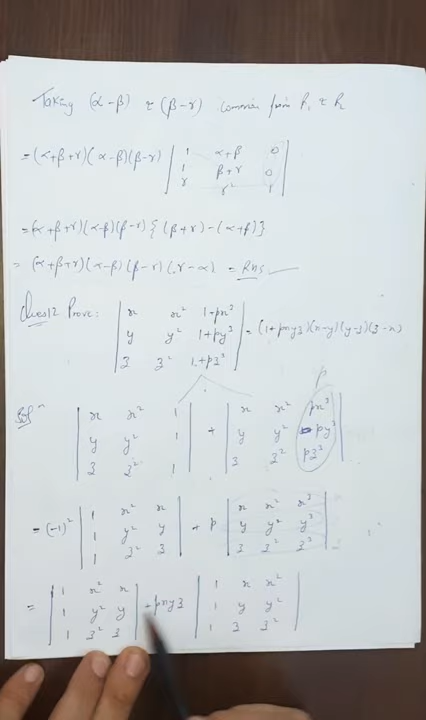 Taking (α-β) & (β-r) common from R₁ & R₂
= (α+β+r)(α-β)(β-r) | 1 α+β 0
1 β+r 0
r r² 1 |
= (α+β+r)(α-β)(β-r) {(β+r) - (α+β)}
= (α+β+r)(α-β)(β-r)(r-α) = RHS
Ques12 Prove: | x x² 1+px³
y y² 1+py³
z z² 1+pz³ | = (1+pxyz)(x-y)(y-z)(z-x)
p
Solⁿ | x x² 1
y y² 1
z z² 1 | + | x x² px³
y y² py³
z z² pz³ |
= (-1)² | 1 x² x
1 y² y
1 z² z | + p | x x² x³
y y² y³
z z² z³ |
= | 1 x² x
1 y² y
1 z² z | + pxyz | 1 x x²
1 y y²
1 z z² |